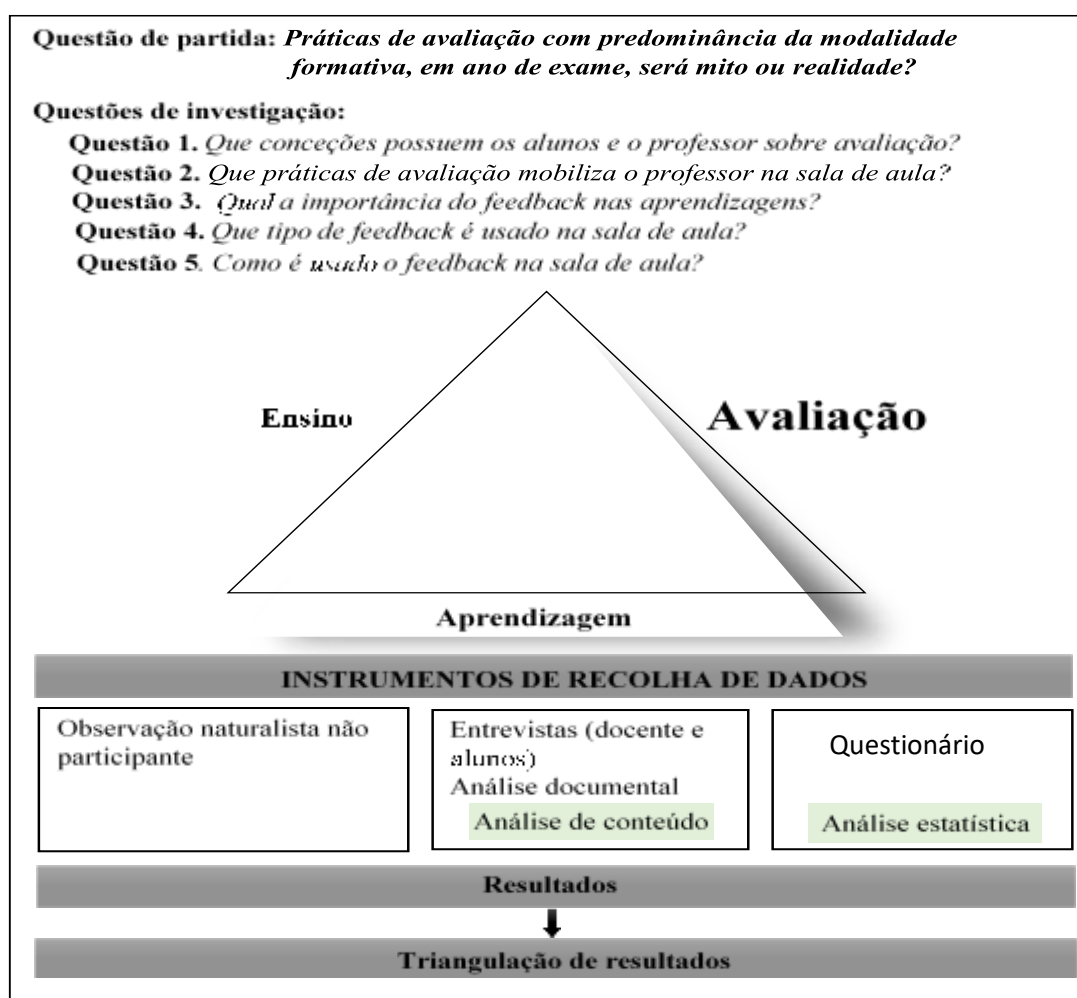 Questão de partida: Práticas de avaliação com predominância da modalidade
formativa, em ano de exame, será mito ou realidade?
Questões de investigação:
Questão 1. Que conceções possuem os alunos e o professor sobre avaliação?
Questão 2. Que práticas de avaliação mobiliza o professor na sala de aula?
Questão 3. Qual a importância do feedback nas aprendizagens?
Questão 4. Que tipo de feedback é usado na sala de aula?
Questão 5. Como é usado o feedback na sala de aula?
Ensino
Avaliação
Aprendizagem
INSTRUMENTOS DE RECOLHA DE DADOS
Observação naturalista não
participante
Entrevistas (docente e
alunos)
Análise documental
Análise de conteúdo
Questionário
Análise estatística
Resultados
Triangulação de resultados